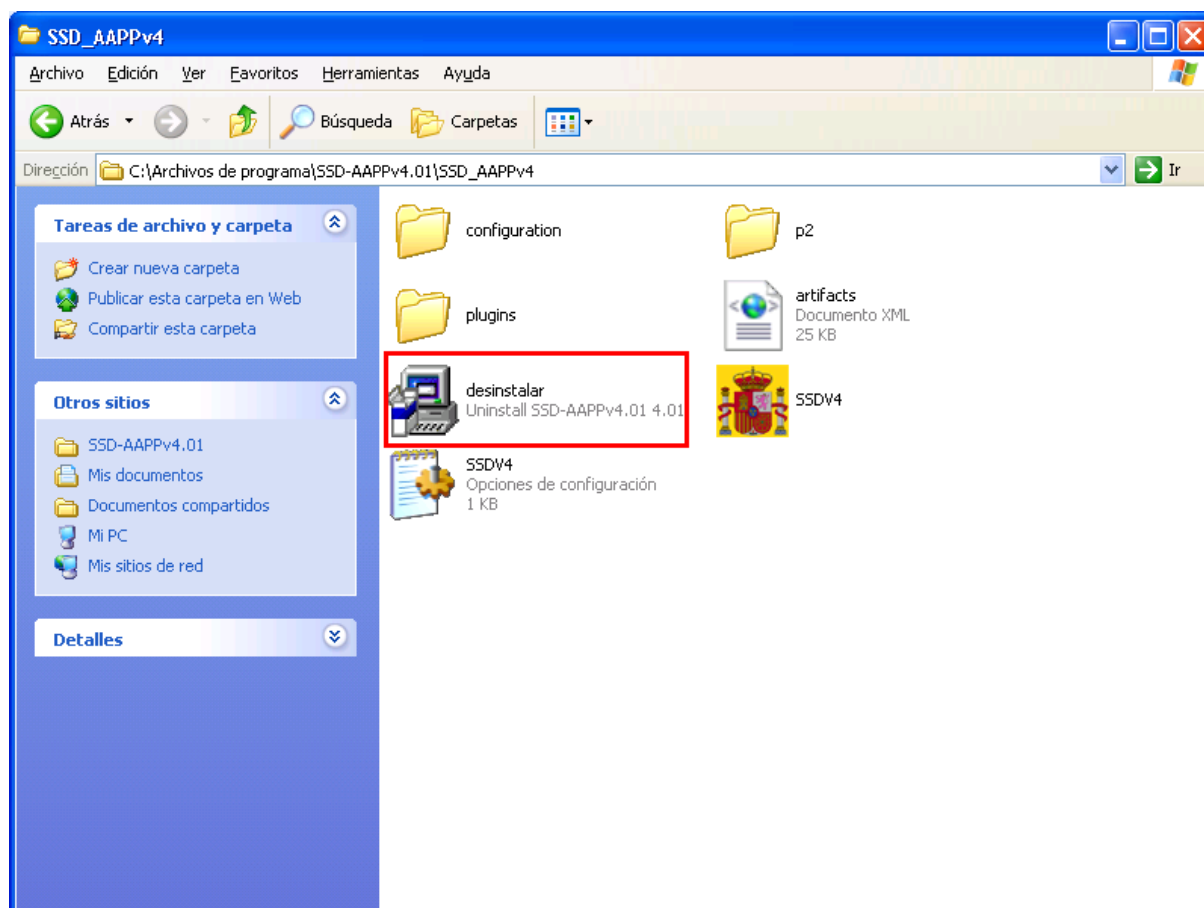 SSD_AAPPv4
Archivo Edición Ver Favoritos Herramientas Ayuda
Atrás Búsqueda Carpetas
Dirección C:\Archivos de programa\SSD-AAPPv4.01\SSD_AAPPv4 Ir
Tareas de archivo y carpeta
Crear nueva carpeta
Publicar esta carpeta en Web
Compartir esta carpeta
Otros sitios
SSD-AAPPv4.01
Mis documentos
Documentos compartidos
Mi PC
Mis sitios de red
Detalles
configuration
p2
plugins
artifacts
Documento XML
25 KB
desinstalar
Uninstall SSD-AAPPv4.01 4.01
SSDV4
SSDV4
Opciones de configuración
1 KB